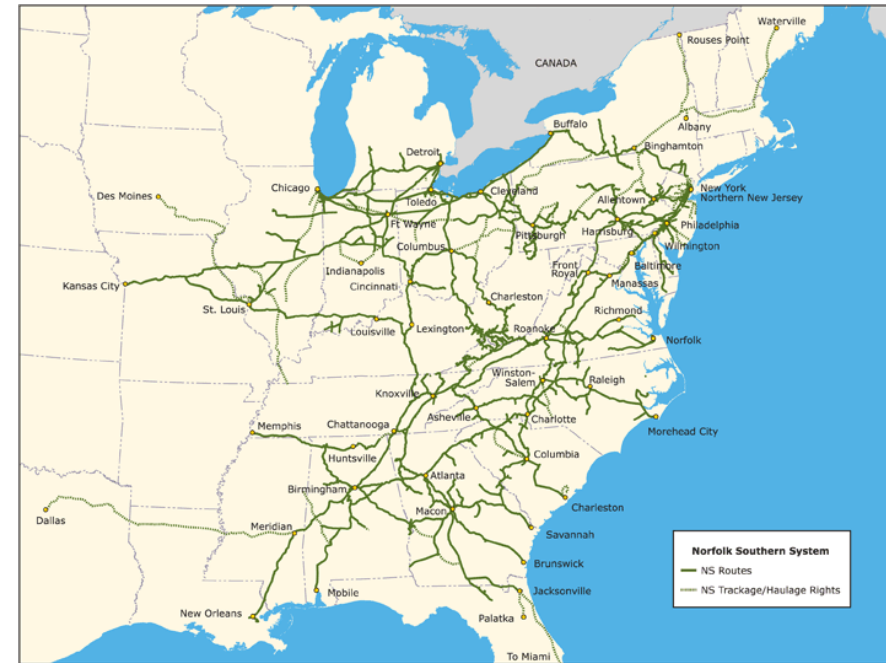 Waterville
Rouses Point
CANADA
Albany
Buffalo
Binghamton
Detroit
Chicago
Toledo
Cleveland
New York
Northern New Jersey
Allentown
Des Moines
Ft Wayne
Pittsburgh
Harrisburg
Philadelphia
Columbus
Wilmington
Indianapolis
Front
Royal
Baltimore
Kansas City
Cincinnati
Manassas
Charleston
St. Louis
Richmond
Louisville
Lexington
Roanoke
Norfolk
Winston-
Salem
Knoxville
Raleigh
Asheville
Memphis
Chattanooga
Charlotte
Morehead City
Huntsville
Columbia
Birmingham
Atlanta
Charleston
Macon
Dallas
Meridian
Savannah
Norfolk Southern System
Brunswick
NS Routes
Mobile
Jacksonville
NS Trackage/Haulage Rights
New Orleans
Palatka
To Miami